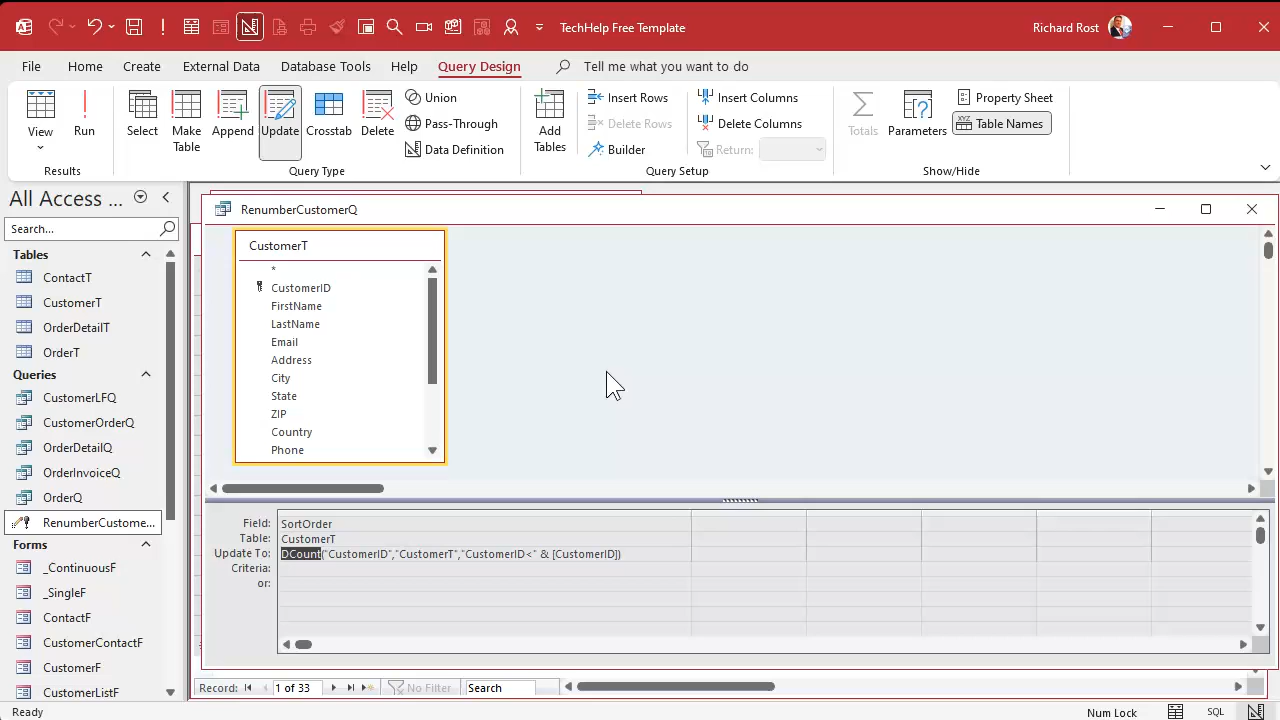 TechHelp Free Template
Richard Rost
File Home Create External Data Database Tools Help Query Design Tell me what you want to do
View
Run
Results
Select
Make Table
Append
Update
Crosstab
Delete
Union
Pass-Through
Data Definition
Query Type
Add Tables
Insert Rows
Delete Rows
Builder
Insert Columns
Delete Columns
Return:
Query Setup
Totals
Parameters
Property Sheet
XYZ Table Names
Show/Hide
All Access ...
Search...
Tables
ContactT
CustomerT
OrderDetailT
OrderT
Queries
CustomerLFQ
CustomerOrderQ
OrderDetailQ
OrderInvoiceQ
OrderQ
RenumberCustome...
Forms
_ContinuousF
_SingleF
ContactF
CustomerContactF
CustomerF
CustomerListF
RenumberCustomerQ
CustomerT
*
CustomerID
FirstName
LastName
Email
Address
City
State
ZIP
Country
Phone
Field: SortOrder
Table: CustomerT
Update To: DCount("CustomerID","CustomerT","CustomerID<" & [CustomerID])
Criteria:
or:
Record: 1 of 33 No Filter Search
Ready
Num Lock
SQL